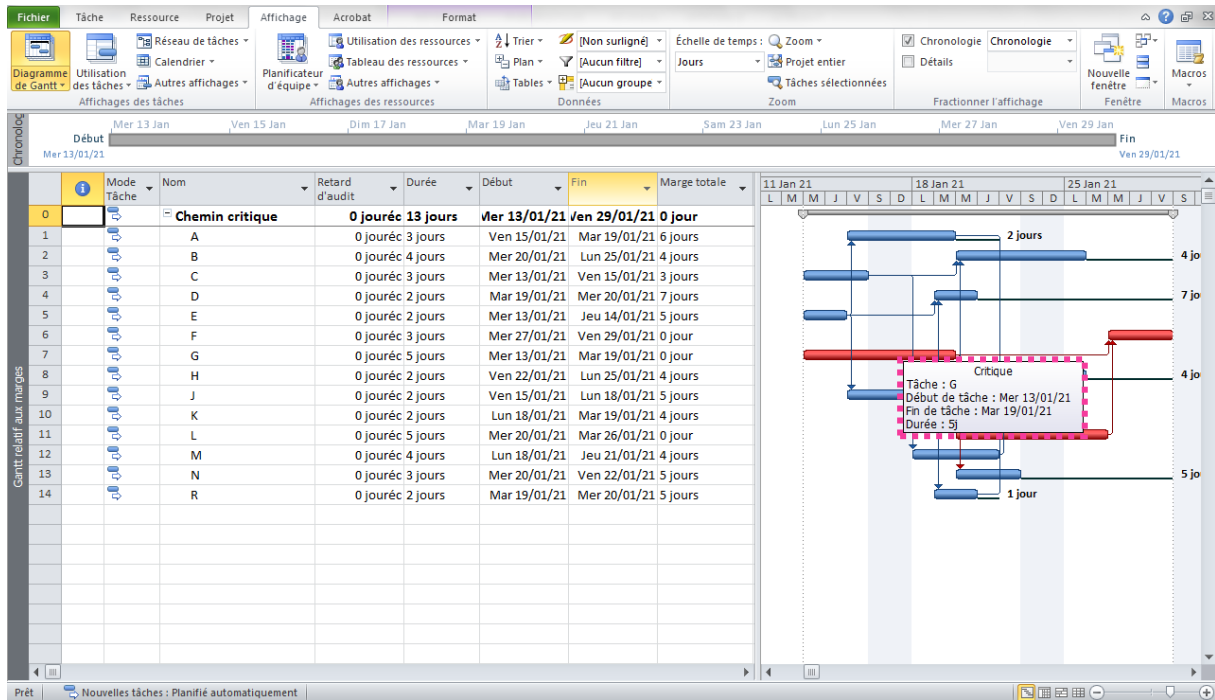 Fichier Tâche Ressource Projet Affichage Acrobat Format
Réseau de tâches Utilisation des ressources Trier [Non surligné] Échelle de temps : Zoom Chronologie Chronologie
Calendrier Tableau des ressources Plan [Aucun filtre] Jours Projet entier Détails
Diagramme de Gantt Utilisation des tâches Autres affichages Planificateur d'équipe Autres affichages Tables [Aucun groupe Tâches sélectionnées Nouvelle fenêtre Macros
Affichages des tâches Affichages des ressources Données Zoom Fractionner l'affichage Fenêtre Macros
Chronolog
Mer 13 Jan Ven 15 Jan Dim 17 Jan Mar 19 Jan Jeu 21 Jan Sam 23 Jan Lun 25 Jan Mer 27 Jan Ven 29 Jan
Début Fin
Mer 13/01/21 Ven 29/01/21
Mode Tâche Nom Retard d'audit Durée Début Fin Marge totale
11 Jan 21 18 Jan 21 25 Jan 21
L M M J V S D L M M J V S D L M M J V S
0 Chemin critique 0 jouréc 13 jours Mer 13/01/21 Ven 29/01/21 0 jour
1 A 0 jouréc 3 jours Ven 15/01/21 Mar 19/01/21 6 jours
2 B 0 jouréc 4 jours Mer 20/01/21 Lun 25/01/21 4 jours
3 C 0 jouréc 3 jours Mer 13/01/21 Ven 15/01/21 3 jours
4 D 0 jouréc 2 jours Mar 19/01/21 Mer 20/01/21 7 jours
5 E 0 jouréc 2 jours Mer 13/01/21 Jeu 14/01/21 5 jours
6 F 0 jouréc 3 jours Mer 27/01/21 Ven 29/01/21 0 jour
7 G 0 jouréc 5 jours Mer 13/01/21 Mar 19/01/21 0 jour
8 H 0 jouréc 2 jours Ven 22/01/21 Lun 25/01/21 4 jours
9 J 0 jouréc 2 jours Ven 15/01/21 Lun 18/01/21 5 jours
10 K 0 jouréc 2 jours Lun 18/01/21 Mar 19/01/21 4 jours
11 L 0 jouréc 5 jours Mer 20/01/21 Mar 26/01/21 0 jour
12 M 0 jouréc 4 jours Lun 18/01/21 Jeu 21/01/21 4 jours
13 N 0 jouréc 3 jours Mer 20/01/21 Ven 22/01/21 5 jours
14 R 0 jouréc 2 jours Mar 19/01/21 Mer 20/01/21 5 jours
Gantt relatif aux marges
2 jours
4 jo
7 jo
4 jo
5 jo
1 jour
Critique
Tâche : G
Début de tâche : Mer 13/01/21
Fin de tâche : Mar 19/01/21
Durée : 5j
Prêt Nouvelles tâches : Planifié automatiquement